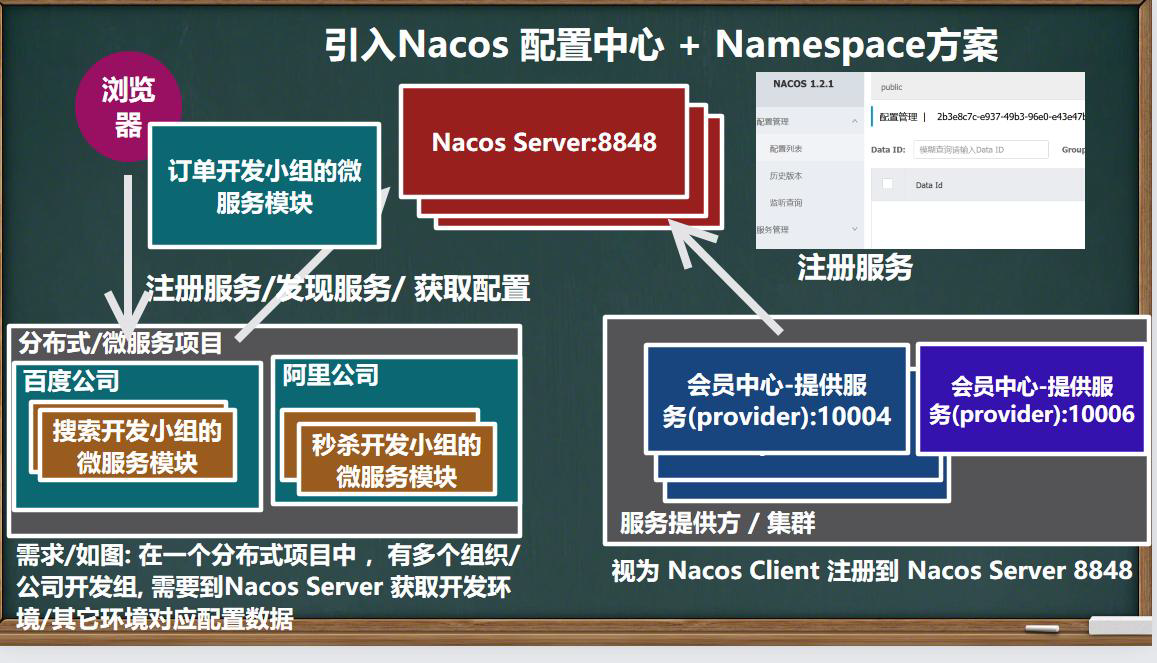 引入Nacos 配置中心 + Namespace方案
浏览
器
订单开发小组的微
服务模块
Nacos Server:8848
NACOS 1.2.1
public
配置管理
配置管理 | 2b3e8c7c-e937-49b3-96e0-e43e47b
配置列表
Data ID:
模糊查询请输入Data ID
Group
历史版本
Data Id
监听查询
服务管理
注册服务
注册服务/发现服务/ 获取配置
分布式/微服务项目
百度公司
搜索开发小组的
微服务模块
阿里公司
秒杀开发小组的
微服务模块
会员中心-提供服
务(provider):10004
会员中心-提供服
务(provider):10006
服务提供方 / 集群
需求/如图: 在一个分布式项目中 ，有多个组织/
公司开发组, 需要到Nacos Server 获取开发环
境/其它环境对应配置数据
视为 Nacos Client 注册到 Nacos Server 8848